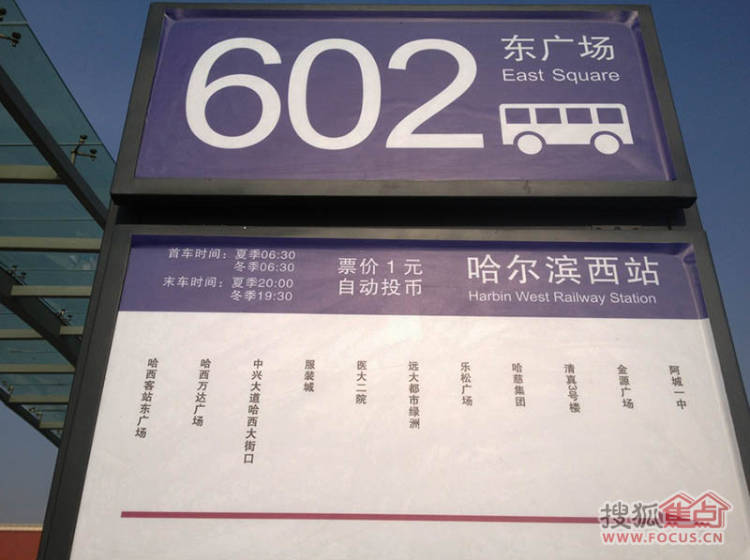 602
东广场
East Square
首车时间：夏季06:30
冬季06:30
末车时间：夏季20:00
冬季19:30
票价 1 元
自动投币
哈尔滨西站
Harbin West Railway Station
哈西客站东广场
哈西万达广场
中兴大道哈西大街口
服装城
医大二院
远大都市绿洲
乐松广场
哈慈集团
清真3号楼
金源广场
阿城一中
搜狐焦点
WWW.FOCUS.CN